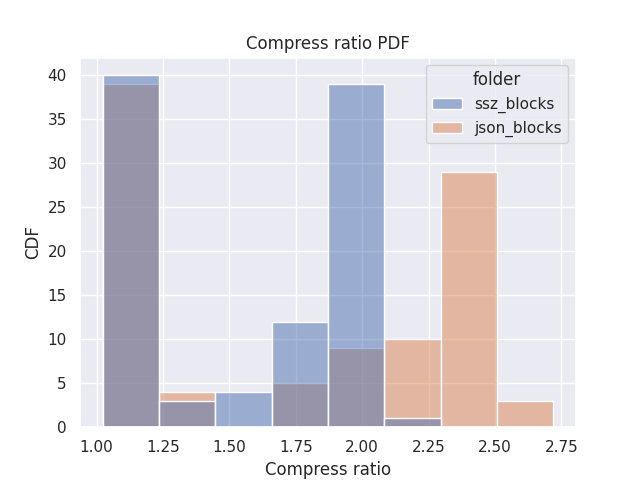 Compress ratio PDF
folder
ssz_blocks
json_blocks
CDF
40
35
30
25
20
15
10
5
0
1.00 1.25 1.50 1.75 2.00 2.25 2.50 2.75
Compress ratio